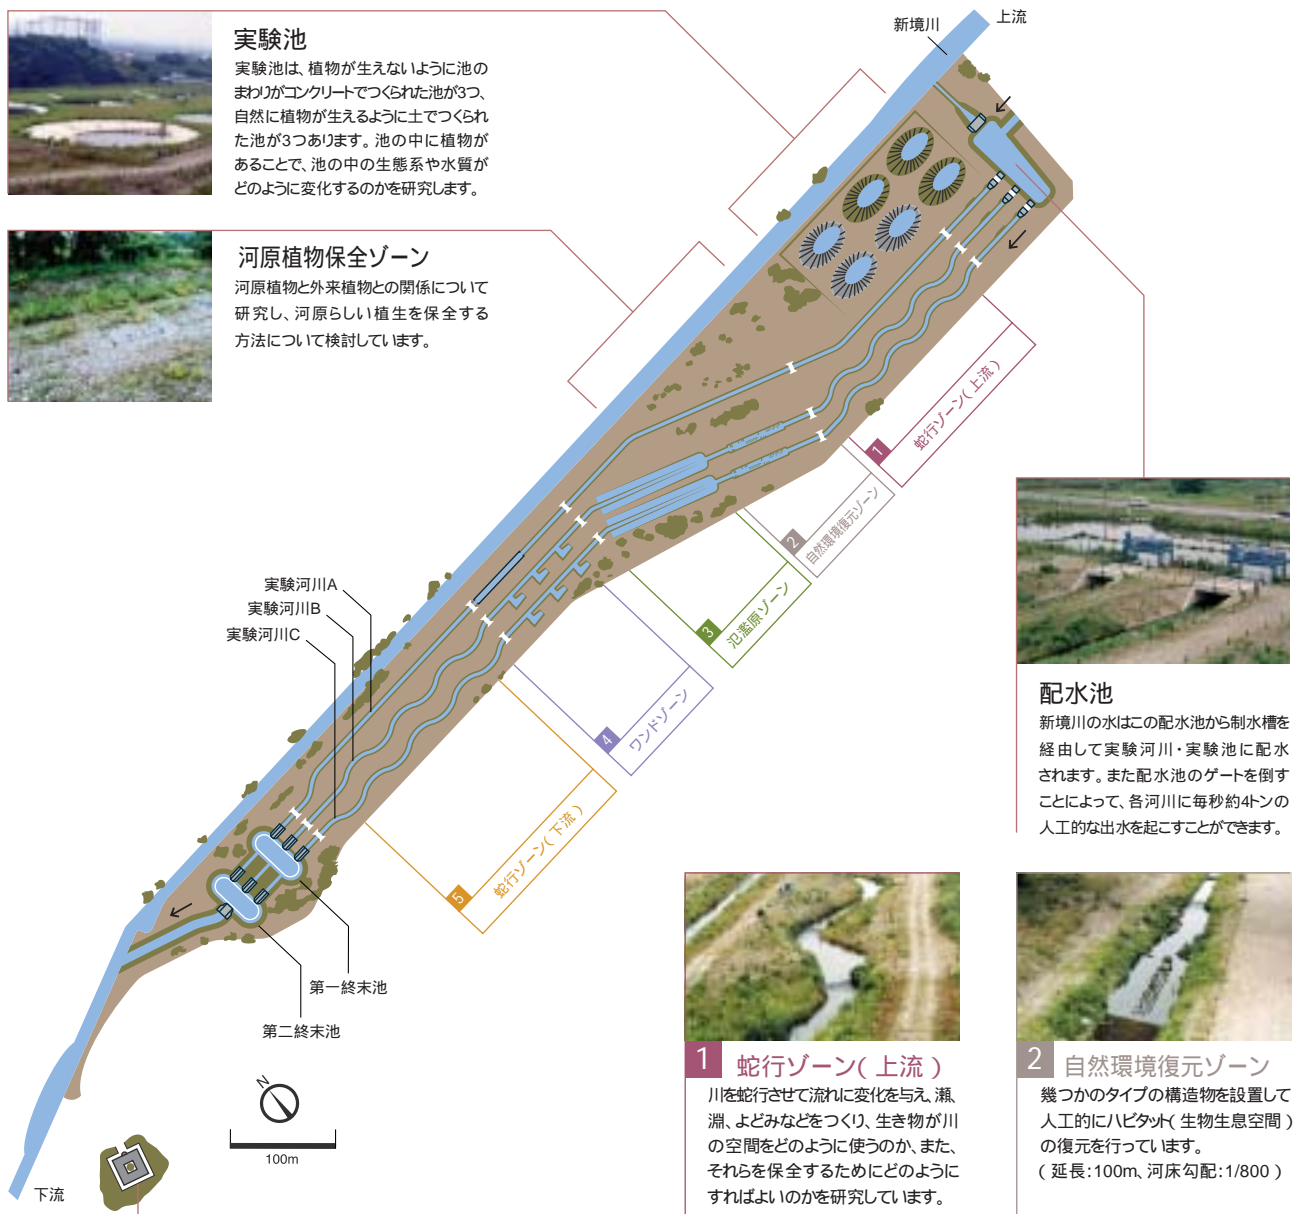 実験池
実験池は、植物が生えないように池の
まわりがコンクリートでつくられた池が3つ、
自然に植物が生えるように土でつくられ
た池が3つあります。池の中に植物が
あることで、池の中の生態系や水質が
どのように変化するのかを研究します。
河原植物保全ゾーン
河原植物と外来植物との関係について
研究し、河原らしい植生を保全する
方法について検討しています。
新境川
上流
1 蛇行ゾーン(上流)
2 自然環境復元ゾーン
3 氾濫原ゾーン
4 ワンドゾーン
5 蛇行ゾーン(下流)
実験河川A
実験河川B
実験河川C
配水池
新境川の水はこの配水池から制水槽を
経由して実験河川・実験池に配水
されます。また配水池のゲートを倒す
ことによって、各河川に毎秒約4トンの
人工的な出水を起こすことができます。
第一終末池
第二終末池
N
100m
下流
1 蛇行ゾーン(上流)
川を蛇行させて流れに変化を与え、瀬、
淵、よどみなどをつくり、生き物が川
の空間をどのように使うのか、また、
それらを保全するためにどのように
すればよいのかを研究しています。
2 自然環境復元ゾーン
幾つかのタイプの構造物を設置して
人工的にハビタット(生物生息空間)
の復元を行っています。
(延長:100m、河床勾配:1/800)